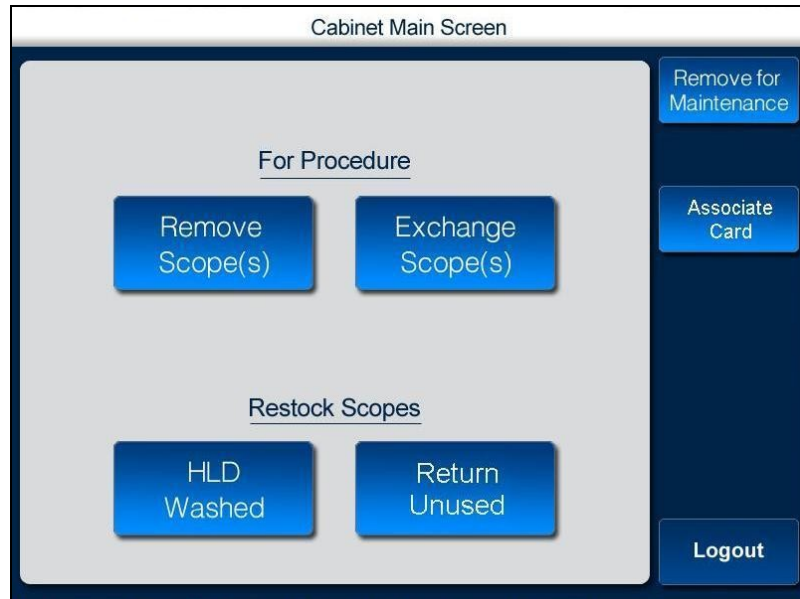 Cabinet Main Screen
For Procedure
Remove
Scope(s)
Exchange
Scope(s)
Restock Scopes
HLD
Washed
Return
Unused
Remove for
Maintenance
Associate
Card
Logout